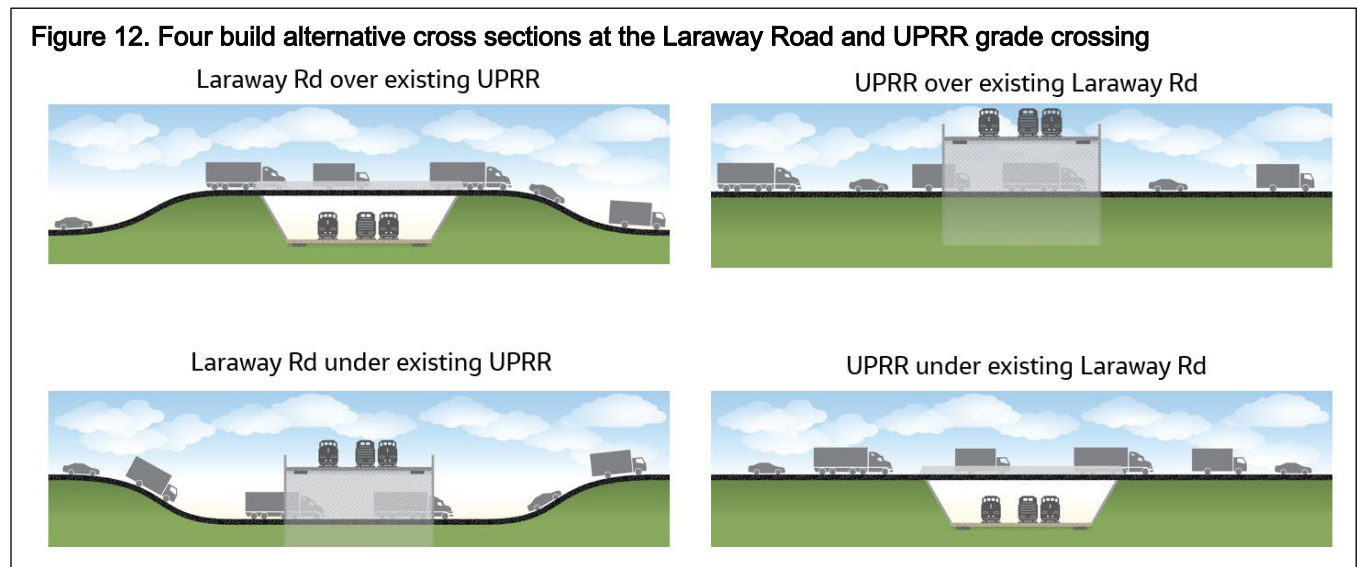 Figure 12. Four build alternative cross sections at the Laraway Road and UPRR grade crossing
Laraway Rd over existing UPRR
UPRR over existing Laraway Rd
Laraway Rd under existing UPRR
UPRR under existing Laraway Rd